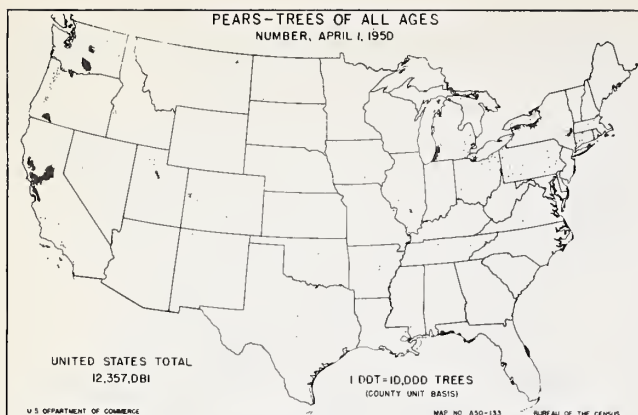 PEARS-TREES OF ALL AGES
NUMBER, APRIL 1, 1950
UNITED STATES TOTAL
12,357,081
1 DOT=10,000 TREES
(COUNTY UNIT BASIS)
U S DEPARTMENT OF COMMERCE
MAP NO A50-133
BUREAU OF THE CENSUS